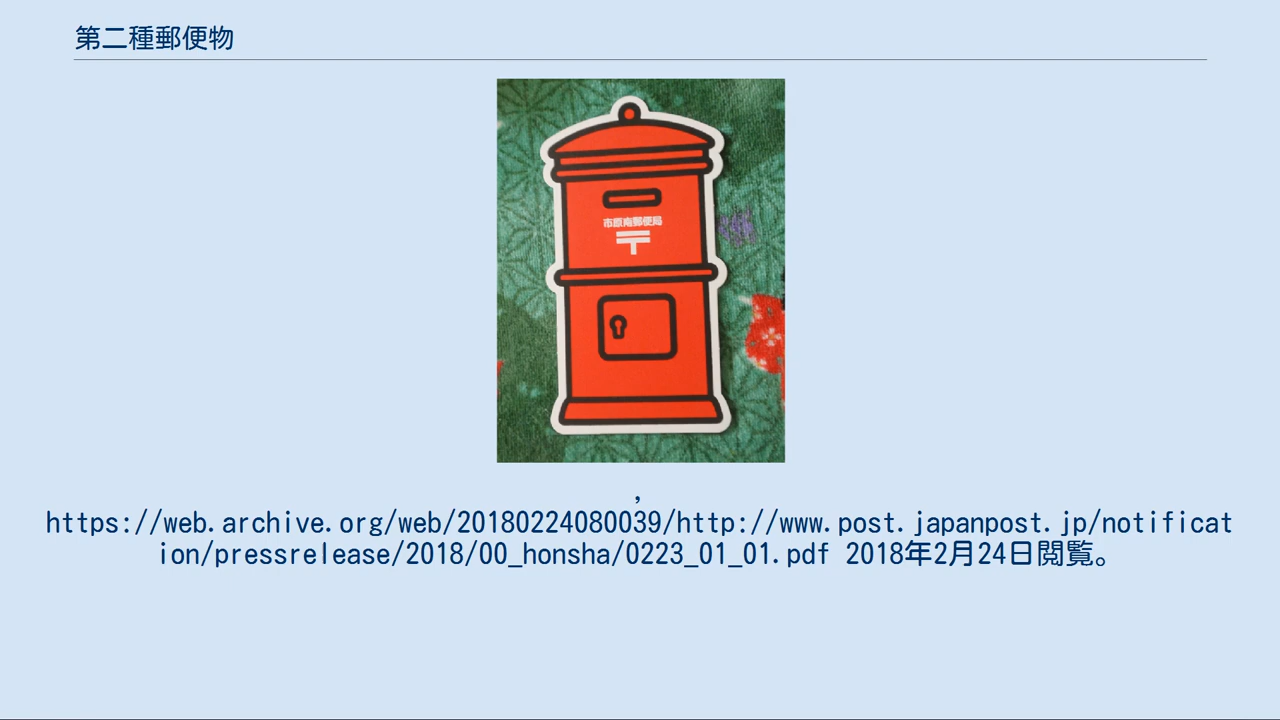 第二種郵便物
市原南郵便局
〒
,
https://web.archive.org/web/20180224080039/http://www.post.japanpost.jp/notificat
ion/pressrelease/2018/00_honsha/0223_01_01.pdf 2018年2月24日閲覧。